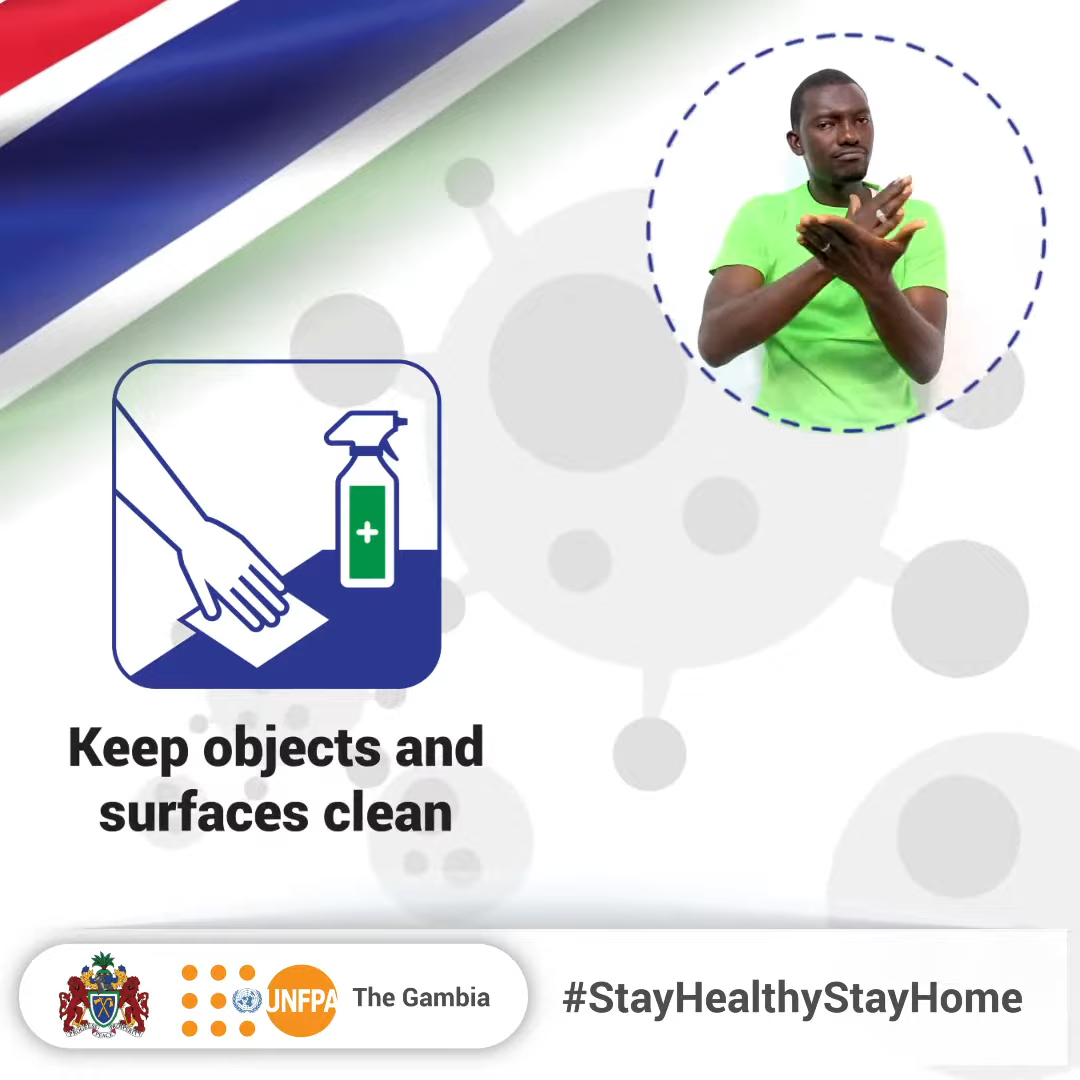 Keep objects and
surfaces clean
UNFPA
The Gambia
#StayHealthyStayHome